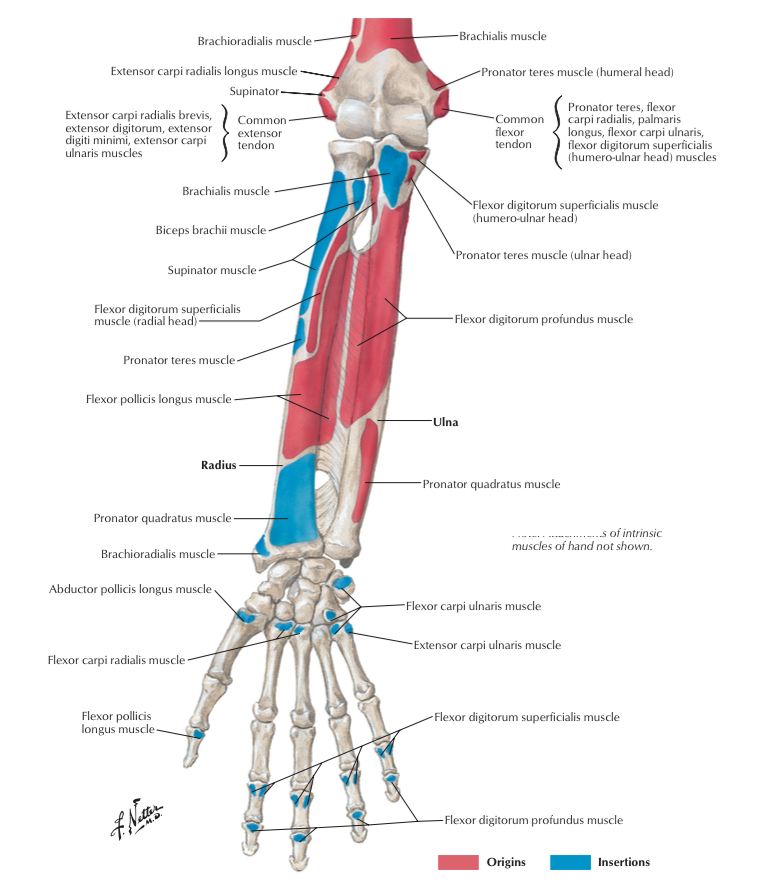 Brachioradialis muscle
Brachialis muscle
Extensor carpi radialis longus muscle
Pronator teres muscle (humeral head)
Supinator
Extensor carpi radialis brevis,
extensor digitorum, extensor
digiti minimi, extensor carpi
ulnaris muscles
Common
extensor
tendon
Common
flexor
tendon
Pronator teres, flexor
carpi radialis, palmaris
longus, flexor carpi ulnaris,
flexor digitorum superficialis
(humero-ulnar head) muscles
Brachialis muscle
Flexor digitorum superficialis muscle
(humero-ulnar head)
Biceps brachii muscle
Pronator teres muscle (ulnar head)
Supinator muscle
Flexor digitorum superficialis
muscle (radial head)
Flexor digitorum profundus muscle
Pronator teres muscle
Flexor pollicis longus muscle
Ulna
Radius
Pronator quadratus muscle
Pronator quadratus muscle
of intrinsic
muscles of hand not shown.
Brachioradialis muscle
Abductor pollicis longus muscle
Flexor carpi ulnaris muscle
Extensor carpi ulnaris muscle
Flexor carpi radialis muscle
Flexor pollicis
longus muscle
Flexor digitorum superficialis muscle
F. Netter
M.D.
Flexor digitorum profundus muscle
Origins
Insertions